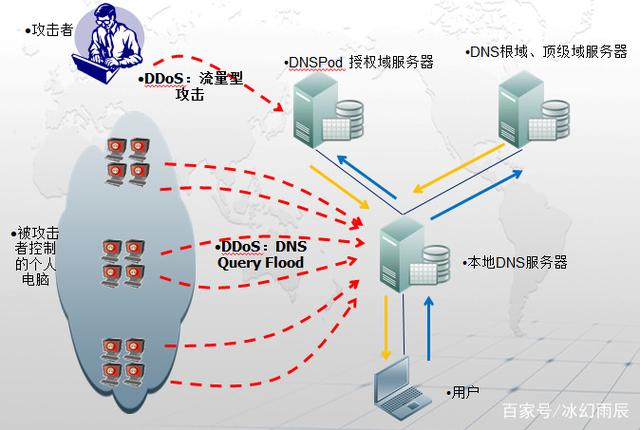 •攻击者
•DDoS：流量型
攻击
•DNSPod 授权域服务器
•DNS根域、顶级域服务器
•被攻击
者控制
的个人
电脑
•DDoS：DNS
Query Flood
•本地DNS服务器
•用户
百家号/冰幻雨辰